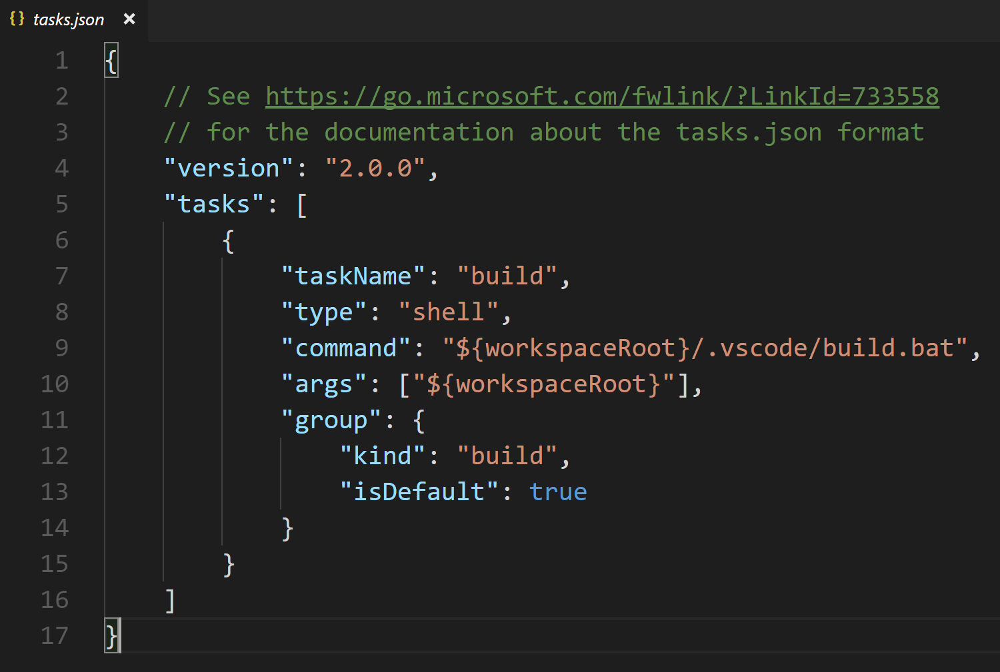 {} tasks.json ×
1 {
2 // See https://go.microsoft.com/fwlink/?LinkId=733558
3 // for the documentation about the tasks.json format
4 "version": "2.0.0",
5 "tasks": [
6 {
7 "taskName": "build",
8 "type": "shell",
9 "command": "${workspaceRoot}/.vscode/build.bat",
10 "args": ["${workspaceRoot}"],
11 "group": {
12 "kind": "build",
13 "isDefault": true
14 }
15 }
16 ]
17 }